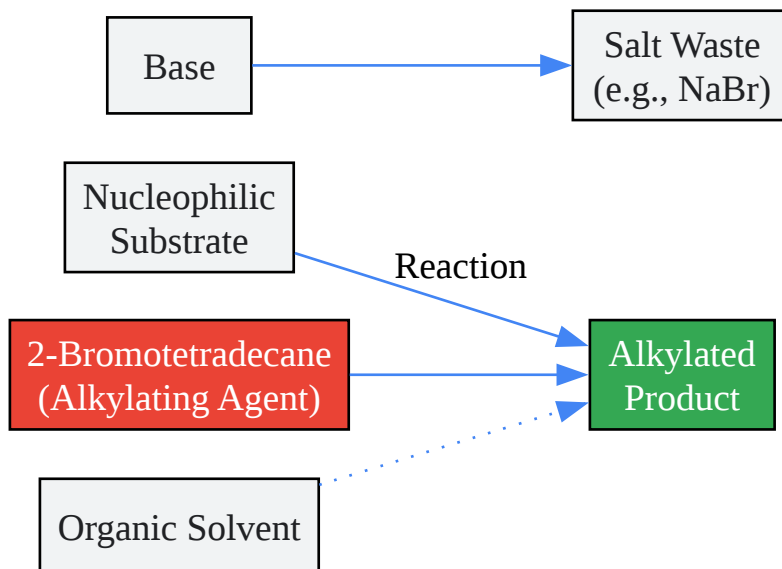 Base
Salt Waste
(e.g., NaBr)
Nucleophilic
Substrate
Reaction
2-Bromotetradecane
(Alkylating Agent)
Alkylated
Product
Organic Solvent